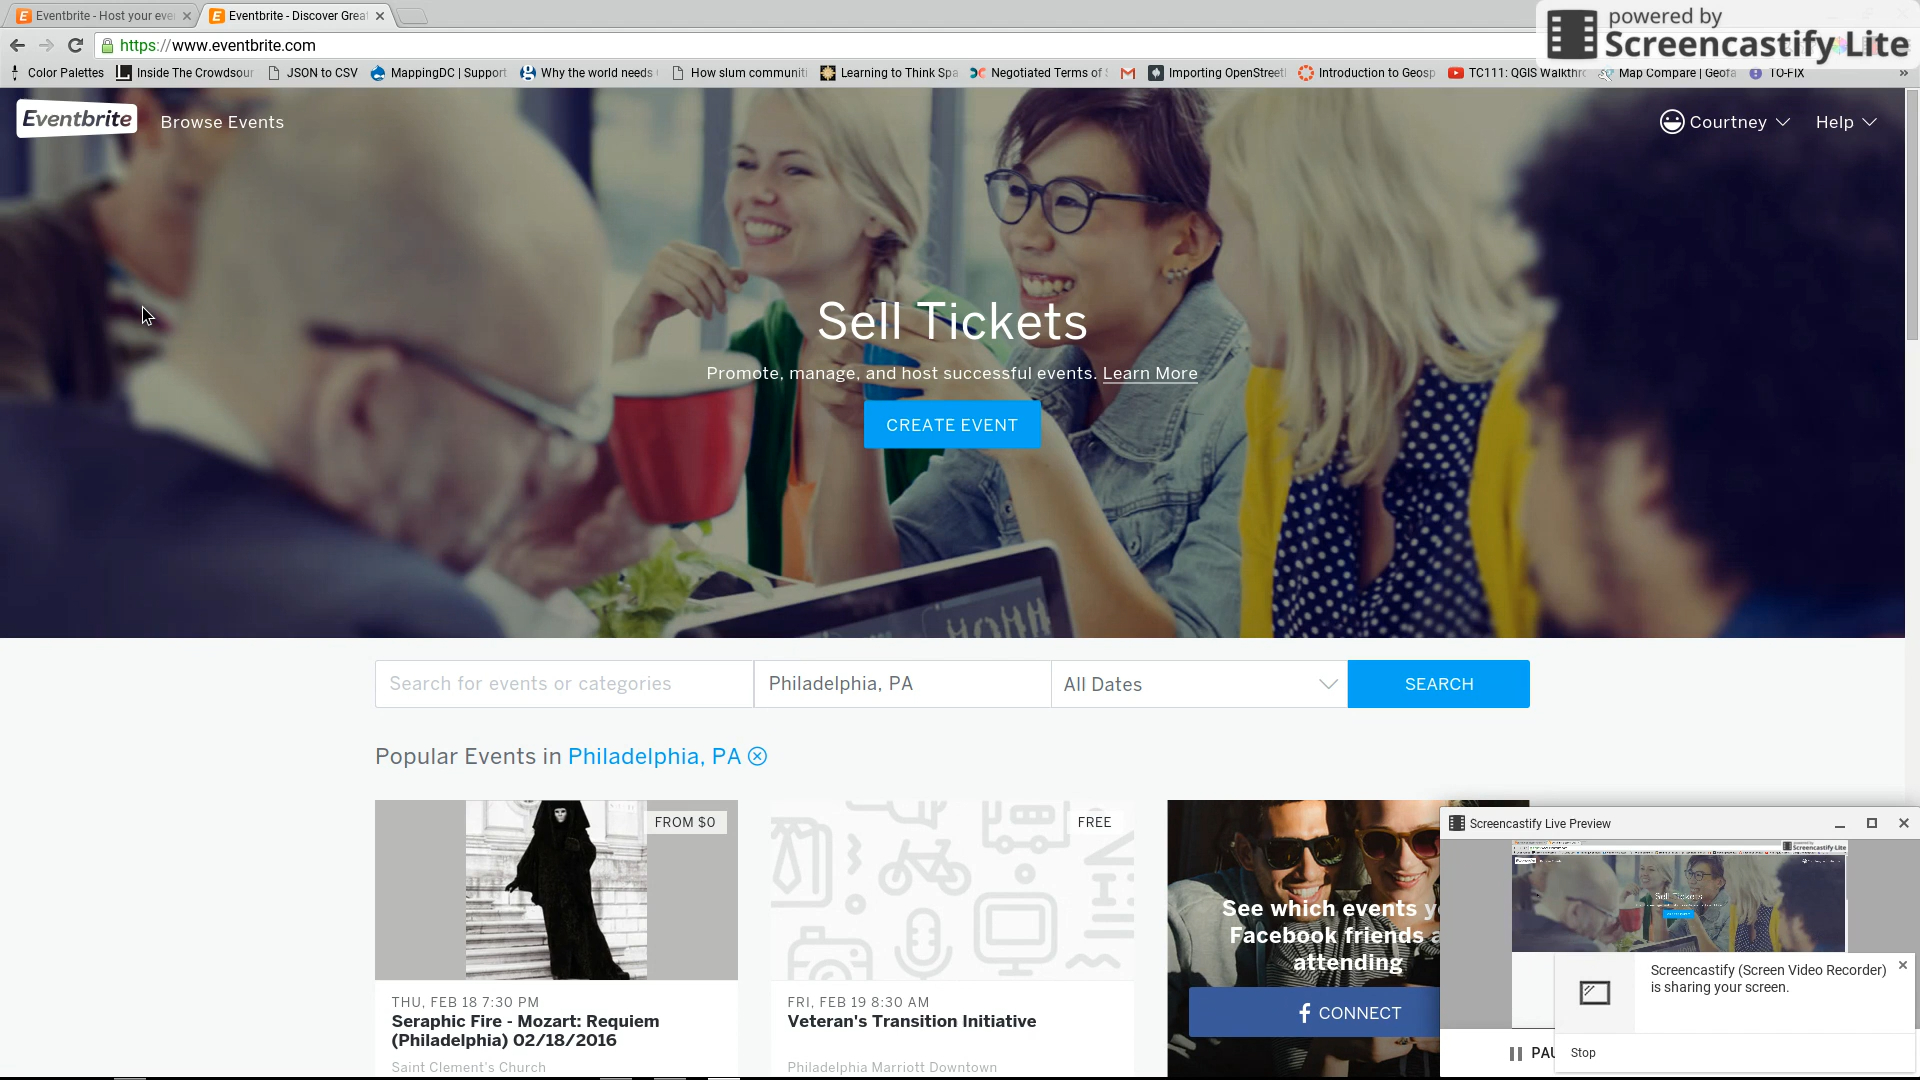 Eventbrite - Host your eve
Eventbrite - Discover Grea
powered by
Screencastify Lite
https://www.eventbrite.com
Color Palettes
Inside The Crowdsour
JSON to CSV
MappingDC | Support
Why the world needs
How slum communiti
Learning to Think Spa
Negotiated Terms of
Importing OpenStreet
Introduction to Geosp
TC111: QGIS Walkthr
Map Compare | Geofa
TO-FIX
»
Eventbrite
Browse Events
Courtney
Help
Sell Tickets
Promote, manage, and host successful events. Learn More
CREATE EVENT
Search for events or categories
Philadelphia, PA
All Dates
SEARCH
Popular Events in Philadelphia, PA
FROM $0
FREE
See which events y
Facebook friends a
attending
CONNECT
THU, FEB 18 7:30 PM
Seraphic Fire - Mozart: Requiem
(Philadelphia) 02/18/2016
Saint Clement's Church
FRI, FEB 19 8:30 AM
Veteran's Transition Initiative
Philadelphia Marriott Downtown
Screencastify Live Preview
Screencastify Lite
Sell Tickets
Screencastify (Screen Video Recorder)
is sharing your screen.
PAU
Stop